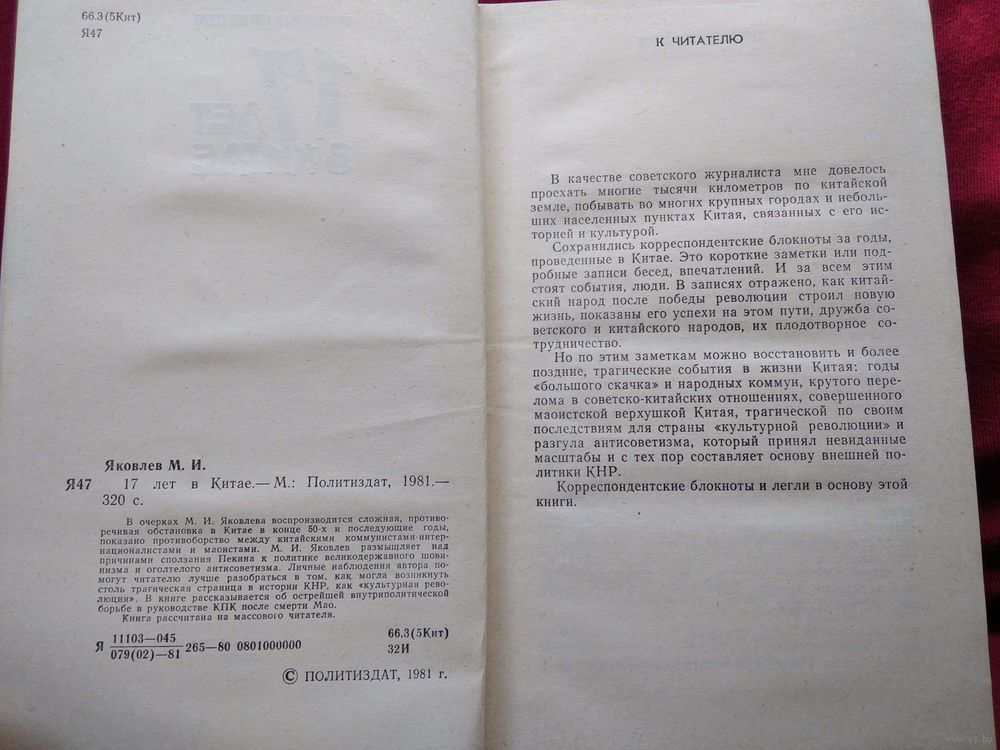 66.3(5Кит)
Я47
Яковлев М. И.
Я47 17 лет в Китае.— М.: Политиздат, 1981.—
320 с.
В очерках М. И. Яковлева воспроизводится сложная, противо-
речивая обстановка в Китае в конце 50-х и последующие годы,
показано противоборство между китайскими коммунистами-интер-
националистами и маоистами. М. И. Яковлев размышляет над
причинами сползания Пекина к политике великодержавного шови-
низма и оголтелого антисоветизма. Личные наблюдения автора по-
могут читателю лучше разобраться в том, как могла возникнуть
столь трагическая страница в истории КНР, как «культурная рево-
люция». В книге рассказывается об острейшей внутриполитической
борьбе в руководстве КПК после смерти Мао.
Книга рассчитана на массового читателя.
Я 11103—045
079(02)—81 265—80 0801000000
66.3(5Кит)
32И
© ПОЛИТИЗДАТ, 1981 г.
К ЧИТАТЕЛЮ
В качестве советского журналиста мне довелось
проехать многие тысячи километров по китайской
земле, побывать во многих крупных городах и неболь-
ших населенных пунктах Китая, связанных с его ис-
торией и культурой.
Сохранились корреспондентские блокноты за годы,
проведенные в Китае. Это короткие заметки или под-
робные записи бесед, впечатлений. И за всем этим
стоят события, люди. В записях отражено, как китай-
ский народ после победы революции строил новую
жизнь, показаны его успехи на этом пути, дружба со-
ветского и китайского народов, их плодотворное со-
трудничество.
Но по этим заметкам можно восстановить и более
поздние, трагические события в жизни Китая: годы
«большого скачка» и народных коммун, крутого пере-
лома в советско-китайских отношениях, совершенного
маоистской верхушкой Китая, трагической по своим
последствиям для страны «культурной революции» и
разгула антисоветизма, который принял невиданные
масштабы и с тех пор составляет основу внешней по-
литики КНР.
Корреспондентские блокноты и легли в основу этой
книги.
www.ay.by